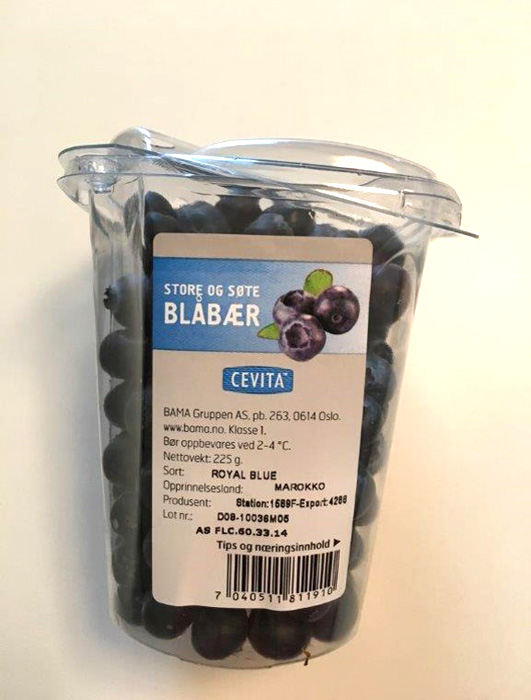 STORE OG SØTE
BLÅBÆR
CEVITA™
BAMA Gruppen AS, pb. 263, 0614 Oslo.
www.bama.no. Klasse 1.
Bør oppbevares ved 2-4 °C.
Nettovekt: 225 g.
Sort: ROYAL BLUE
Opprinnelsesland: MAROKKO
Produsent: Station:1589F-Export:4288
Lot nr.: D08-10036M05
AS FLC.60.33.14
Tips og næringsinnhold ▶
7 040511 811910